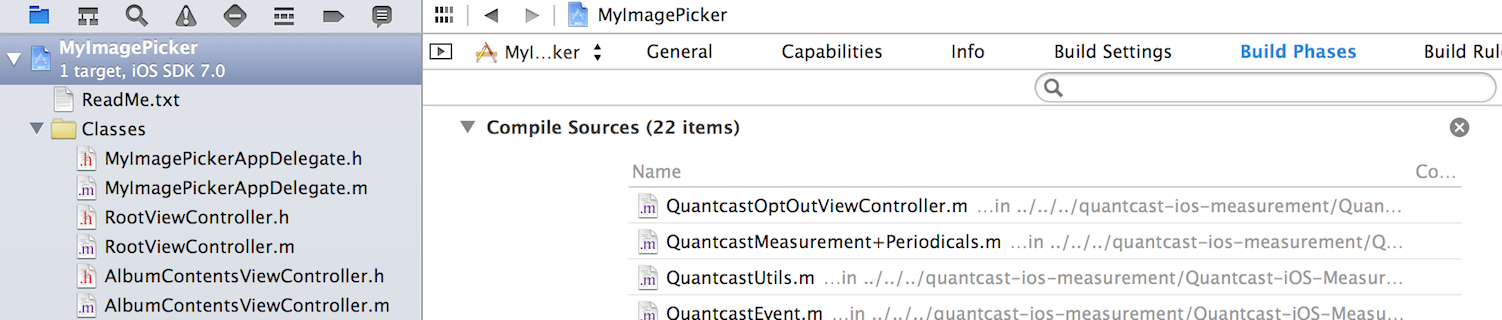 MyImagePicker
1 target, iOS SDK 7.0
ReadMe.txt
Classes
.h MyImagePickerAppDelegate.h
.m MyImagePickerAppDelegate.m
.h RootViewController.h
.m RootViewController.m
.h AlbumContentsViewController.h
.m AlbumContentsViewController.m
MyImagePicker
MyI...ker General Capabilities Info Build Settings Build Phases Build Rul
Compile Sources (22 items)
Name Co...
.m QuantcastOptOutViewController.m ...in ../../../quantcast-ios-measurement/Quan...
.m QuantcastMeasurement+Periodicals.m ...in ../../../quantcast-ios-measurement/Q...
.m QuantcastUtils.m ...in ../../../quantcast-ios-measurement/Quantcast-iOS-Measur...
.m QuantcastEvent.m ...in ../../../quantcast-ios-measurement/Quantcast-iOS-Measu...